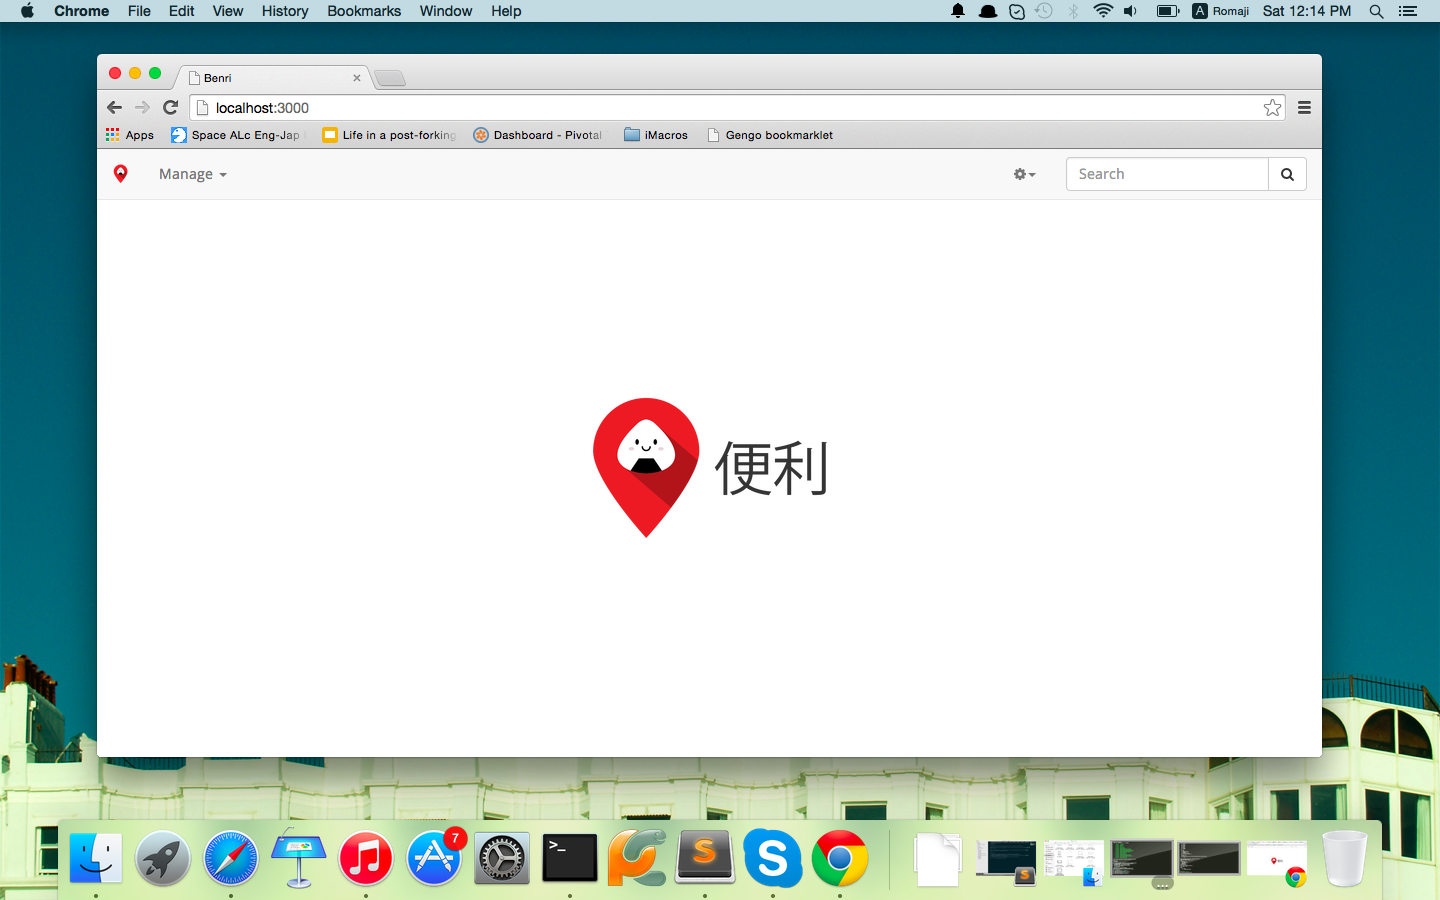 Chrome File Edit View History Bookmarks Window Help A Romaji Sat 12:14 PM
Benri
localhost:3000
Apps Space ALc Eng-Jap Life in a post-forking Dashboard - Pivotal iMacros Gengo bookmarklet
Manage Search
便利
7
>_
S
S